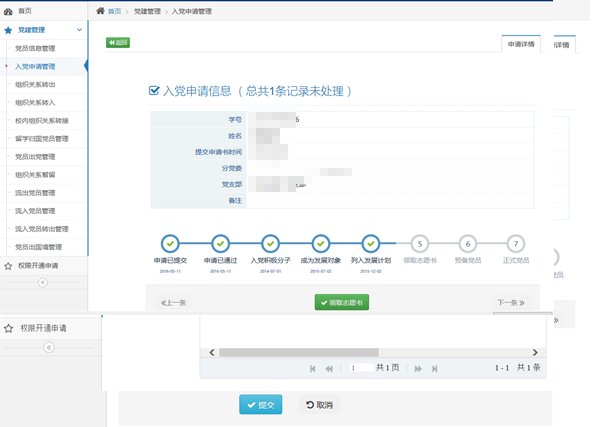 首页
党建管理
党员信息管理
入党申请管理
组织关系转出
组织关系转入
校内组织关系转接
留学归国党员管理
党员出党管理
组织关系暂留
流出党员管理
流入党员管理
流入党员转出管理
党员出国境管理
权限开通申请
首页 › 党建管理 › 入党申请管理
返回
申请详情
详情
入党申请信息（总共1条记录未处理）
学号 6
姓名
提交申请书时间
分党委
党支部
备注
5 6 7
申请已提交 申请已通过 入党积极分子 成为发展对象 列入发展计划 领取志愿书 预备党员 正式党员
2016-05-11 2016-05-11 2014-07-01 2015-07-02 2015-12-02
党员
上一条 领取志愿书 下一条
权限开通申请
1 共 1 页 1 - 1 共 1 条
提交 取消